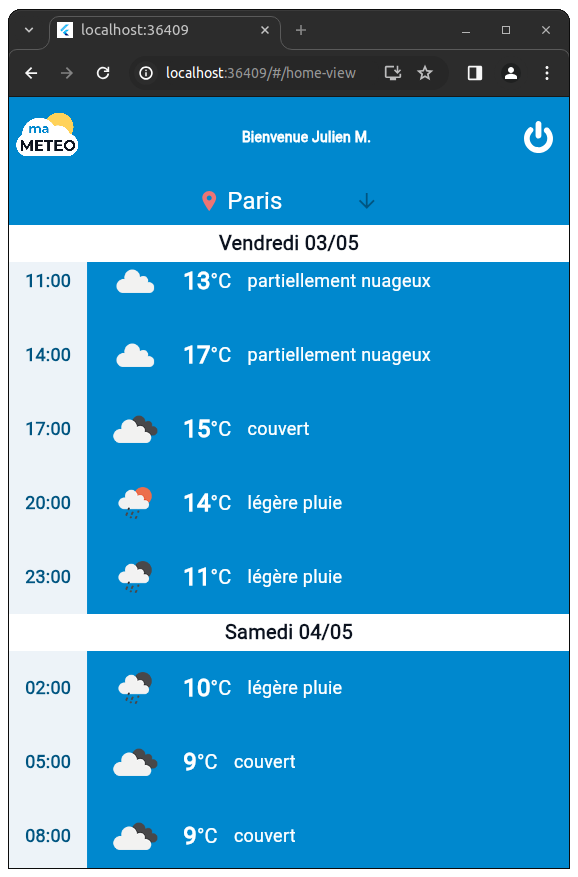 localhost:36409
localhost:36409/#/home-view
ma
METEO
Bienvenue Julien M.
Paris
Vendredi 03/05
11:00 13°C partiellement nuageux
14:00 17°C partiellement nuageux
17:00 15°C couvert
20:00 14°C légère pluie
23:00 11°C légère pluie
Samedi 04/05
02:00 10°C légère pluie
05:00 9°C couvert
08:00 9°C couvert